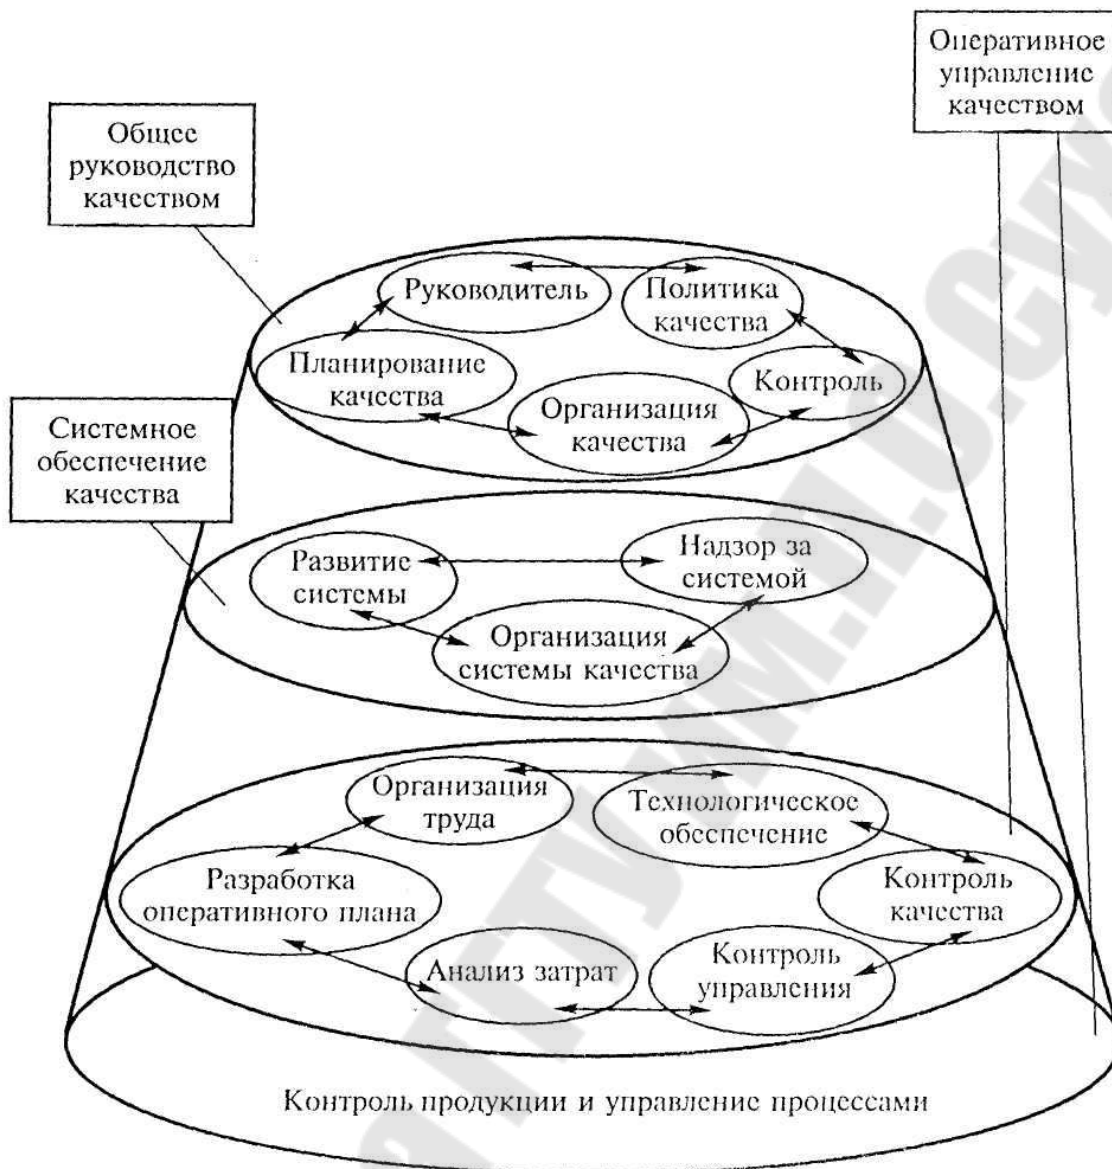 Оперативное
управление
качеством
Общее
руководство
качеством
Руководитель
Политика
качества
Планирование
качества
Контроль
Организация
качества
Системное
обеспечение
качества
Развитие
системы
Надзор за
системой
Организация
системы качества
Организация
труда
Технологическое
обеспечение
Разработка
оперативного плана
Контроль
качества
Анализ затрат
Контроль
управления
Контроль продукции и управление процессами